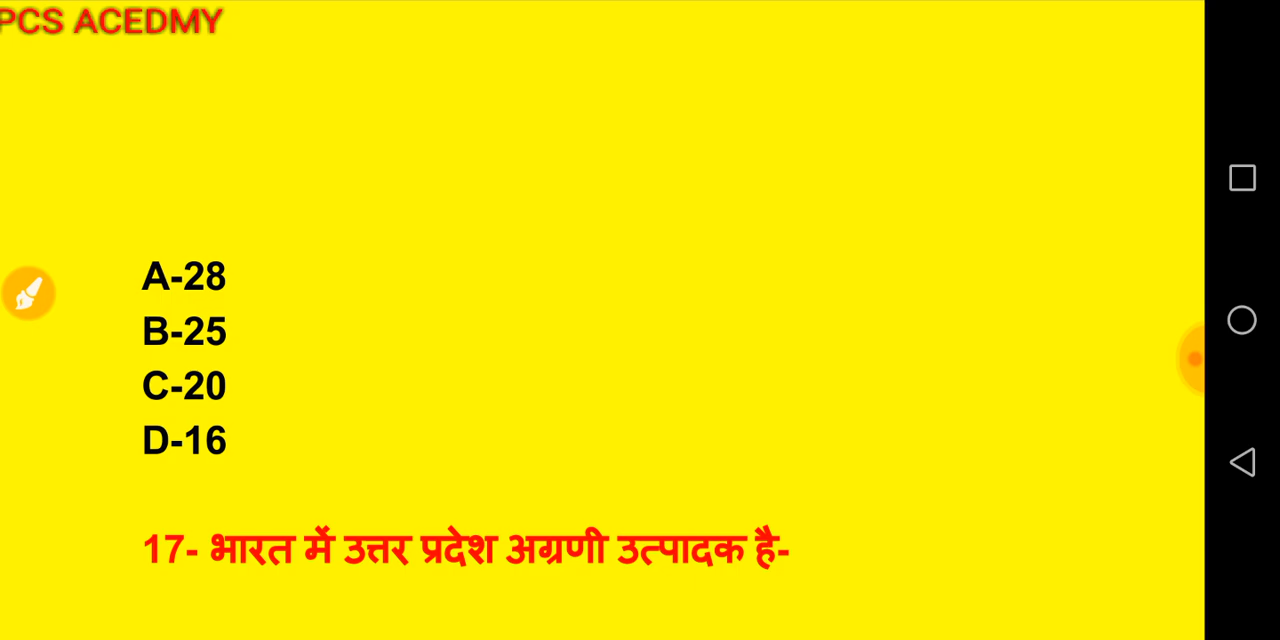 PCS ACEDMY
A-28
B-25
C-20
D-16
17- भारत में उत्तर प्रदेश अग्रणी उत्पादक है-